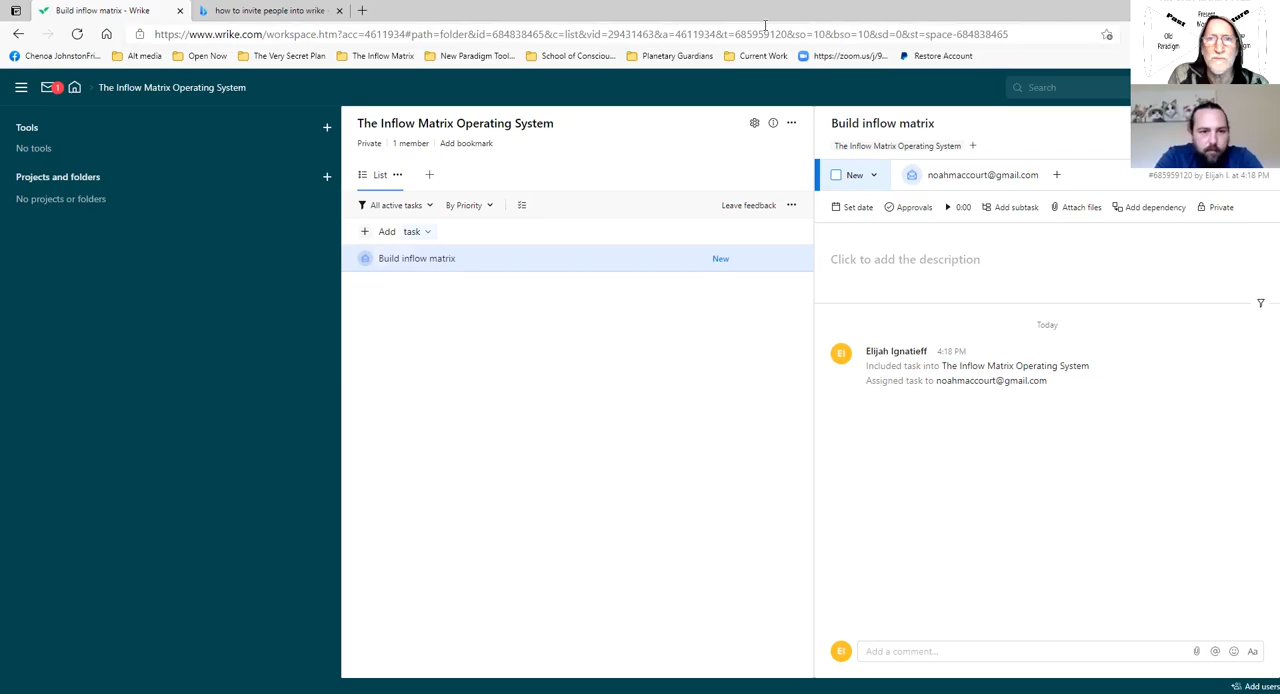 Build inflow matrix - Wrike
how to invite people into wrike -
https://www.wrike.com/workspace.htm?acc=4611934#path=folder&id=684838465&c=list&vid=29431463&a=4611934&t=685959120&so=10&bso=10&sd=0&st=space-684838465
Chenoa JohnstonFri...
Alt media
Open Now
The Very Secret Plan
The Inflow Matrix
New Paradigm Tool...
School of Consciou...
Planetary Guardians
Current Work
https://zoom.us/j/9...
Restore Account
Past
Present
Old
Paradigm
1
The Inflow Matrix Operating System
Search
Tools
No tools
Projects and folders
No projects or folders
The Inflow Matrix Operating System
Private
1 member
Add bookmark
List
All active tasks
By Priority
Leave feedback
Add task
Build inflow matrix
New
Build inflow matrix
The Inflow Matrix Operating System
New
noahmaccourt@gmail.com
#685959120 by Elijah I. at 4:18 PM
Set date
Approvals
0:00
Add subtask
Attach files
Add dependency
Private
Click to add the description
Today
EI
Elijah Ignatieff 4:18 PM
Included task into The Inflow Matrix Operating System
Assigned task to noahmaccourt@gmail.com
EI
Add a comment...
Aa
Add users